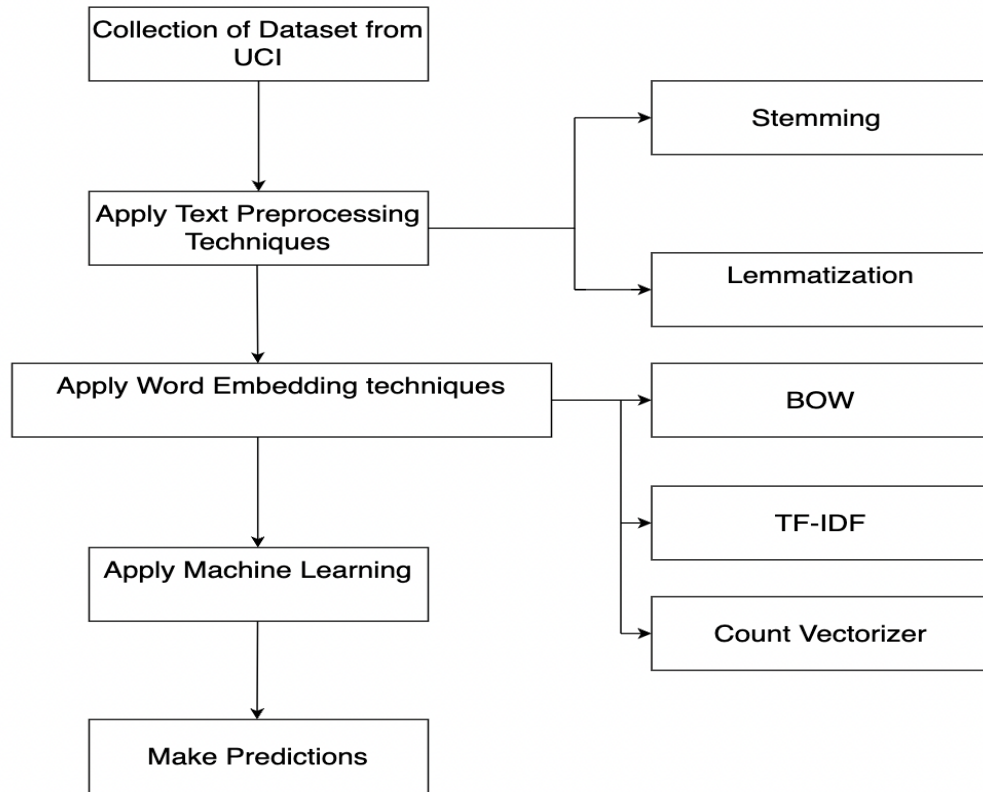 Collection of Dataset from
UCI
Stemming
Apply Text Preprocessing
Techniques
Lemmatization
Apply Word Embedding techniques
BOW
TF-IDF
Apply Machine Learning
Count Vectorizer
Make Predictions